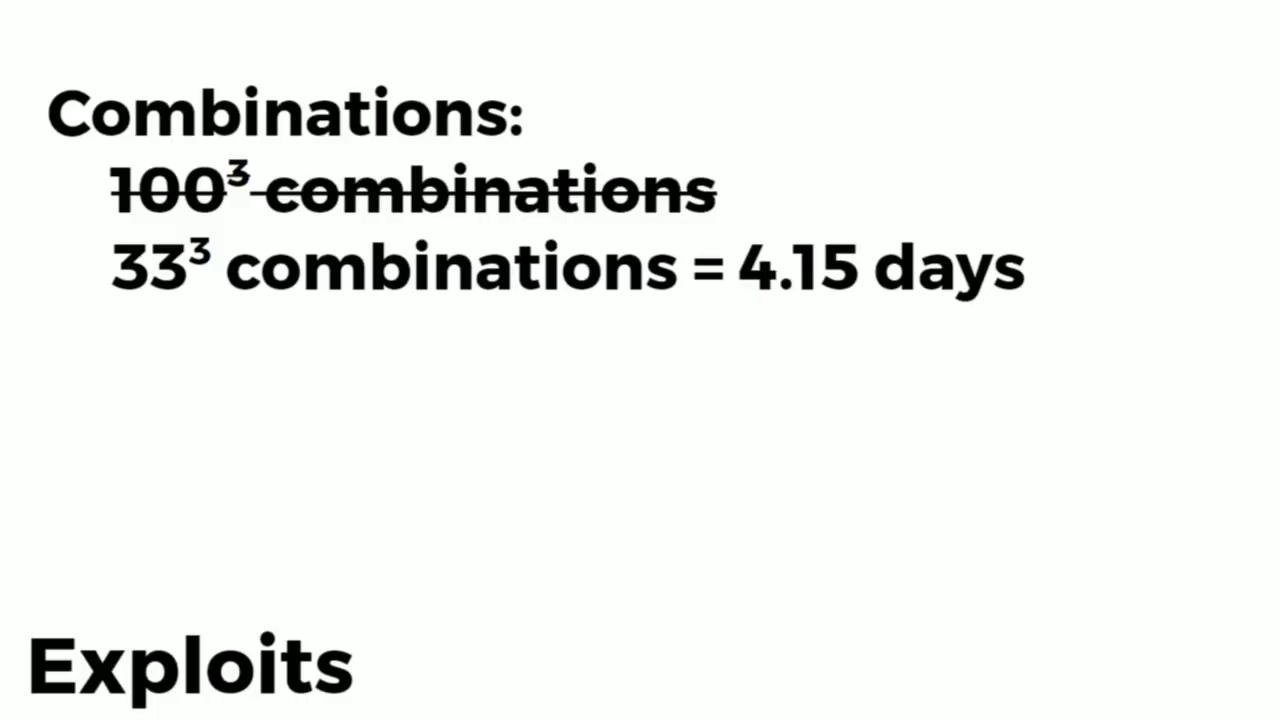 Combinations:
100³ combinations
33³ combinations = 4.15 days
Exploits